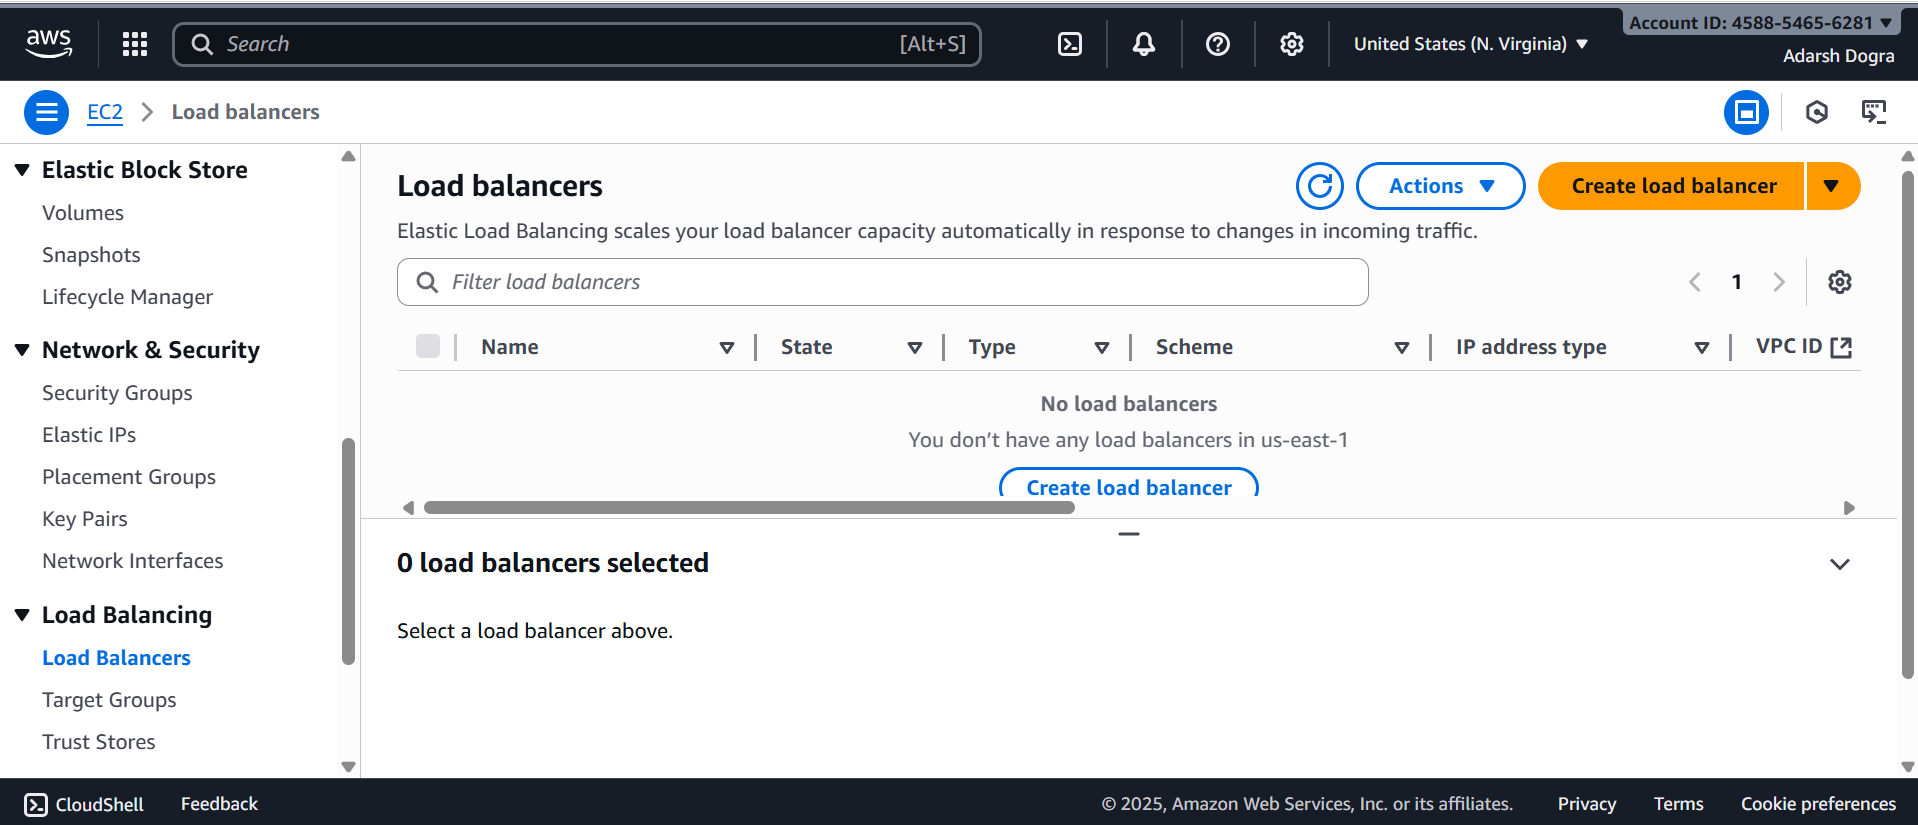 aws
Search
[Alt+S]
United States (N. Virginia)
Account ID: 4588-5465-6281
Adarsh Dogra
EC2
Load balancers
Elastic Block Store
Volumes
Snapshots
Lifecycle Manager
Network & Security
Security Groups
Elastic IPs
Placement Groups
Key Pairs
Network Interfaces
Load Balancing
Load Balancers
Target Groups
Trust Stores
Load balancers
Actions
Create load balancer
Elastic Load Balancing scales your load balancer capacity automatically in response to changes in incoming traffic.
Filter load balancers
1
Name
State
Type
Scheme
IP address type
VPC ID
No load balancers
You don't have any load balancers in us-east-1
Create load balancer
0 load balancers selected
Select a load balancer above.
CloudShell
Feedback
© 2025, Amazon Web Services, Inc. or its affiliates.
Privacy
Terms
Cookie preferences